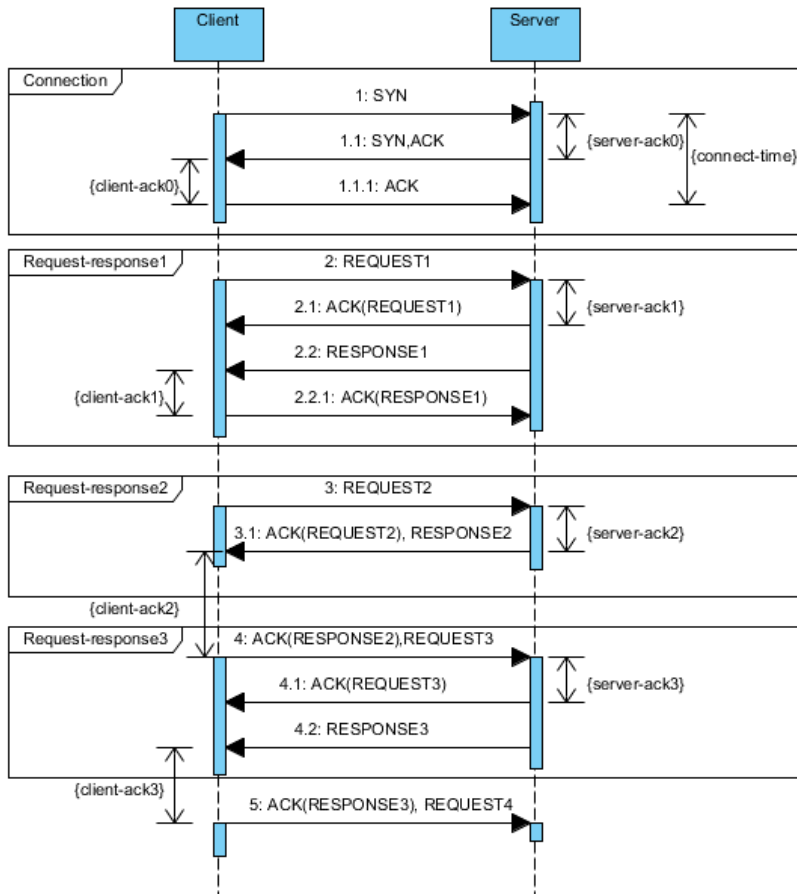 Client
Server
Connection
1: SYN
1.1: SYN,ACK
{server-ack0}
{connect-time}
{client-ack0}
1.1.1: ACK
Request-response1
2: REQUEST1
2.1: ACK(REQUEST1)
{server-ack1}
2.2: RESPONSE1
{client-ack1}
2.2.1: ACK(RESPONSE1)
Request-response2
3: REQUEST2
3.1: ACK(REQUEST2), RESPONSE2
{server-ack2}
{client-ack2}
Request-response3
4: ACK(RESPONSE2),REQUEST3
4.1: ACK(REQUEST3)
{server-ack3}
4.2: RESPONSE3
{client-ack3}
5: ACK(RESPONSE3), REQUEST4